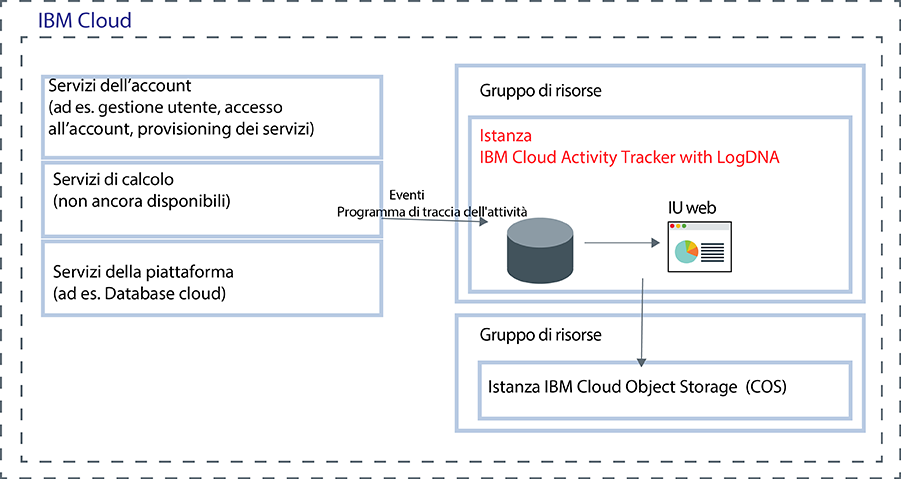 IBM Cloud
Servizi dell'account
(ad es. gestione utente, accesso
all'account, provisioning dei servizi)
Servizi di calcolo
(non ancora disponibili)
Servizi della piattaforma
(ad es. Database cloud)
Eventi
Programma di traccia dell'attività
Gruppo di risorse
Istanza
IBM Cloud Activity Tracker with LogDNA
IU web
Gruppo di risorse
Istanza IBM Cloud Object Storage (COS)